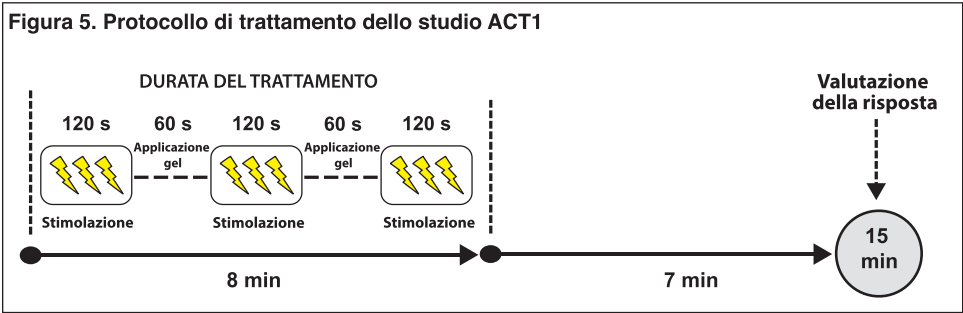 Figura 5. Protocollo di trattamento dello studio ACT1
DURATA DEL TRATTAMENTO
Valutazione
della risposta
120 s 60 s 120 s 60 s 120 s
Applicazione
gel
Applicazione
gel
Stimolazione Stimolazione Stimolazione
15
min
8 min 7 min